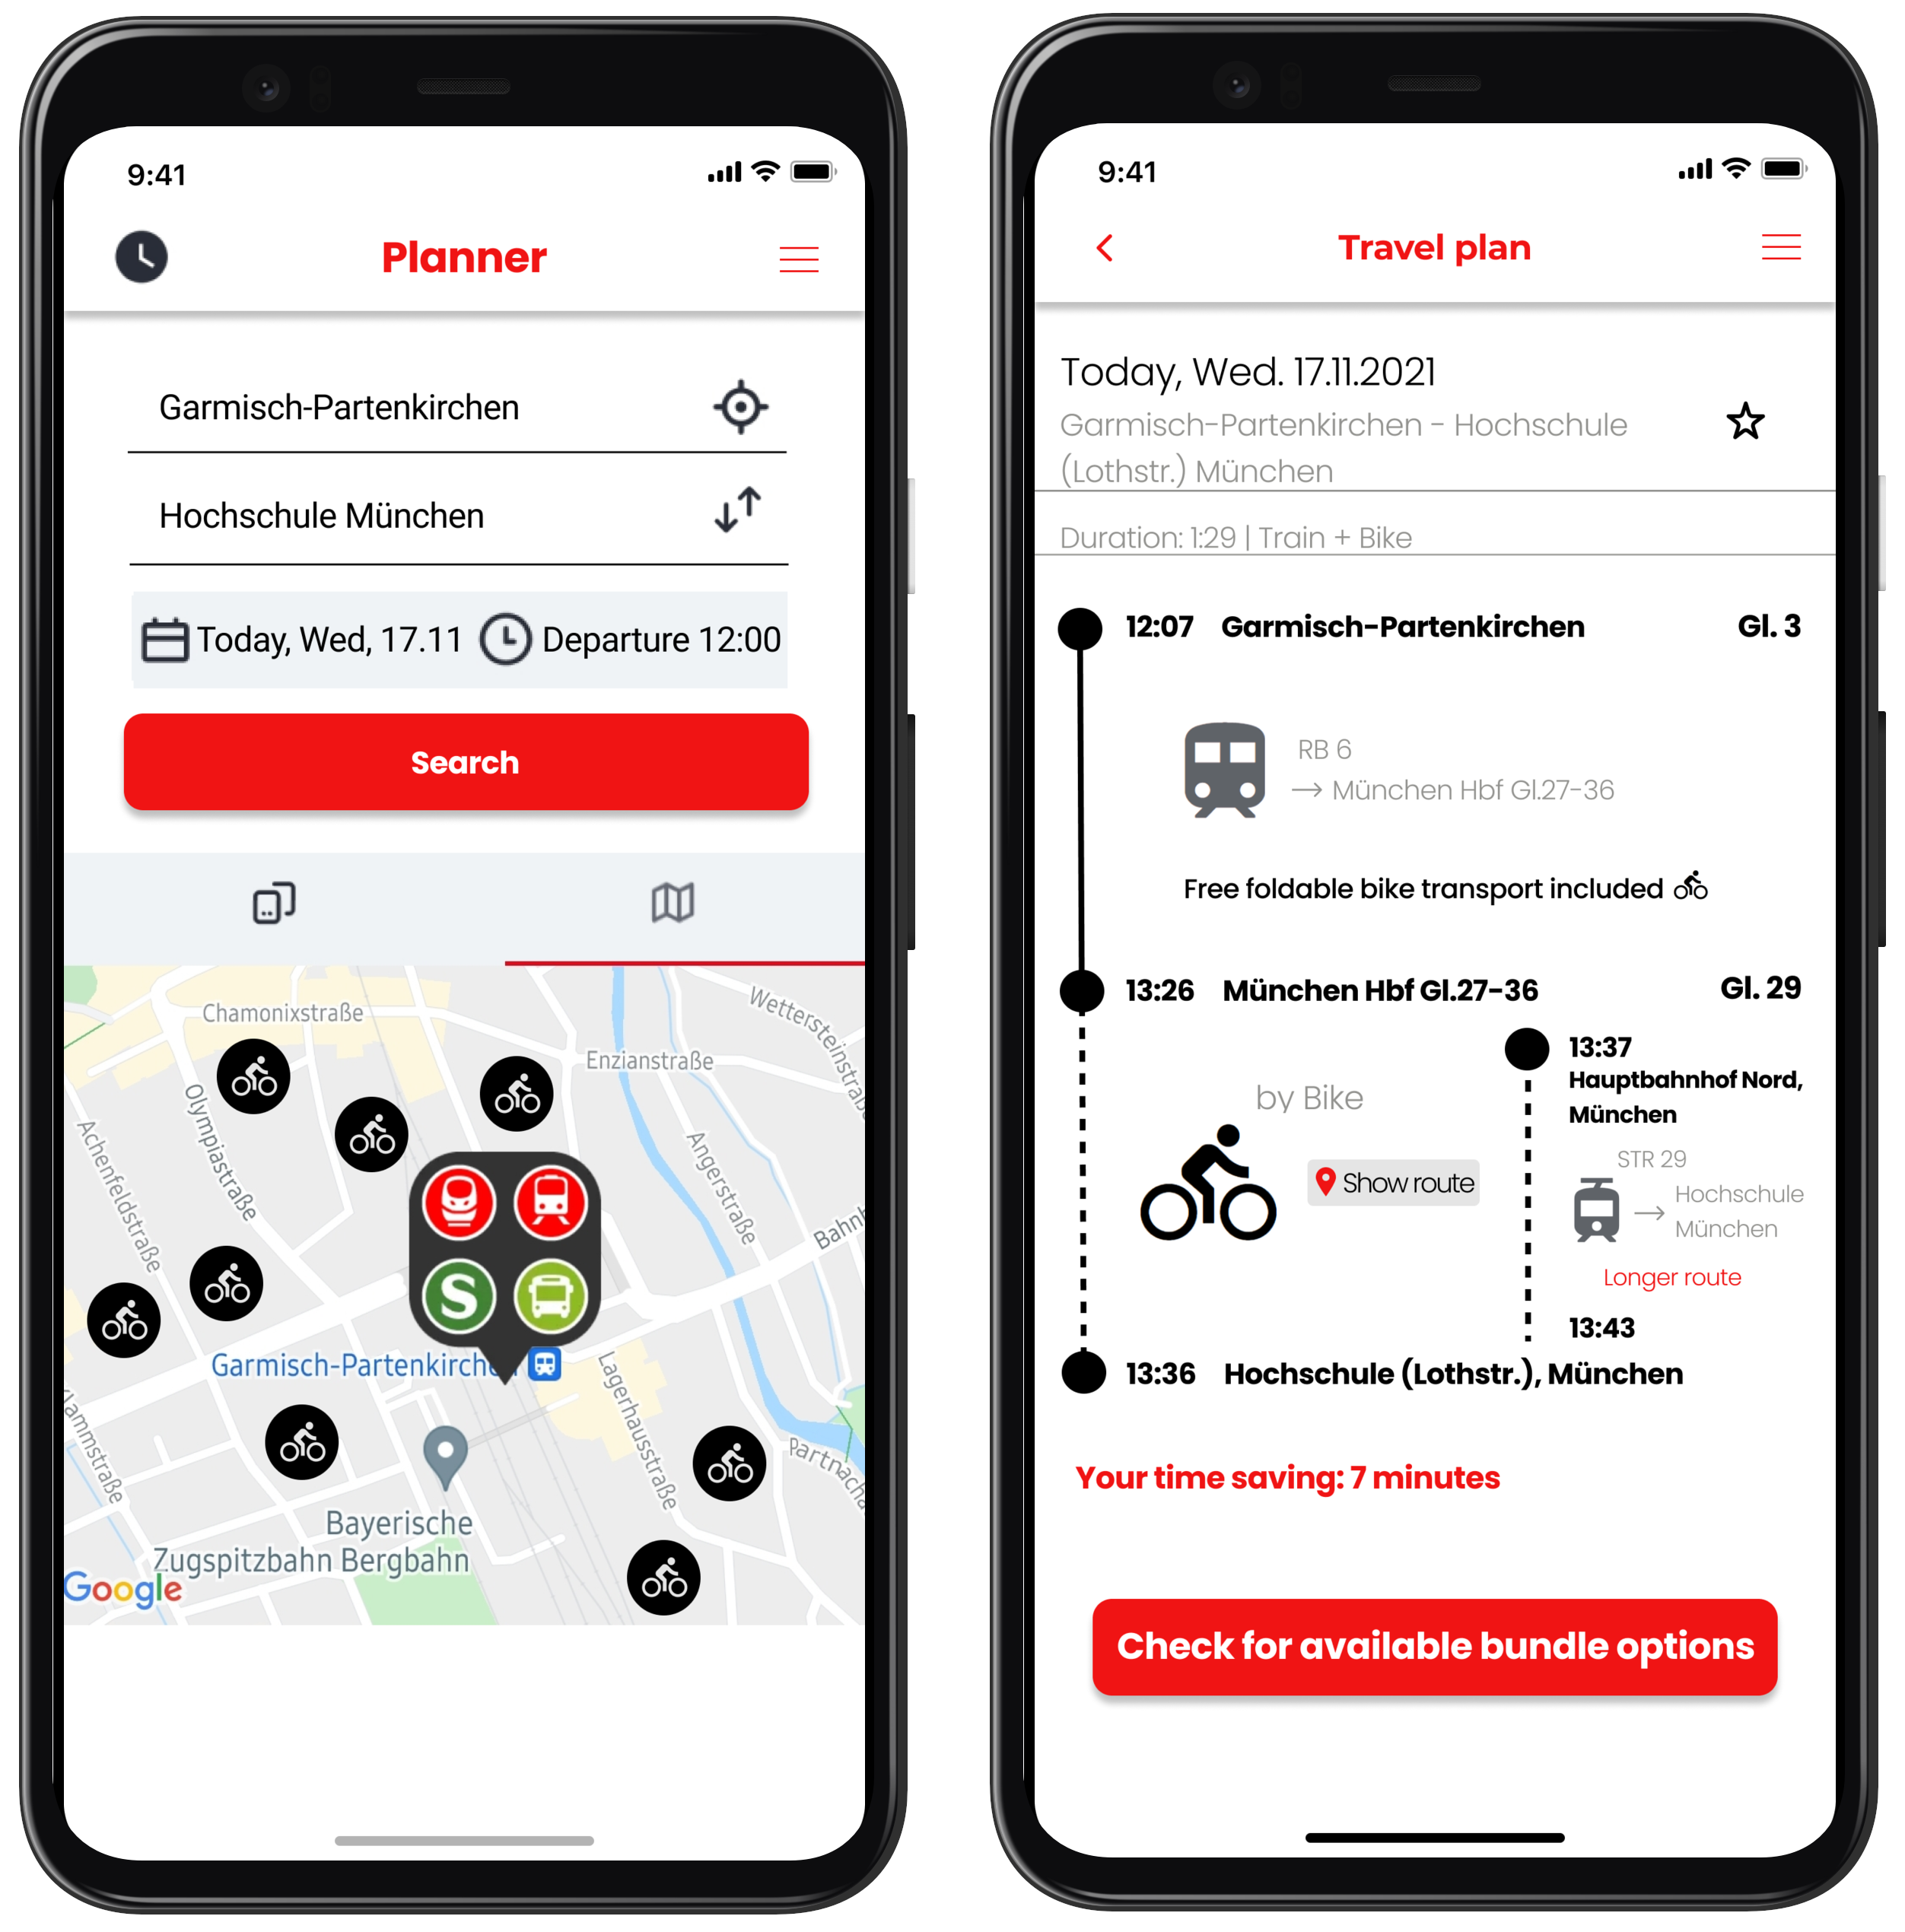 9:41
Planner
Garmisch-Partenkirchen
Hochschule München
Today, Wed, 17.11 Departure 12:00
Search
Chamonixstraße
Wettersteinstraße
Enzianstraße
Olympiastraße
Achenfeldstraße
Angerstraße
Bahnh
S
Garmisch-Partenkirche
Lagerhausstraße
Partnach
Bayerische
Zugspitzbahn Bergbahn
Google
9:41
Travel plan
Today, Wed. 17.11.2021
Garmisch-Partenkirchen - Hochschule
(Lothstr.) München
Duration: 1:29 | Train + Bike
12:07 Garmisch-Partenkirchen Gl. 3
RB 6
→ München Hbf Gl.27-36
Free foldable bike transport included
13:26 München Hbf Gl.27-36 Gl. 29
13:37
Hauptbahnhof Nord,
München
by Bike
Show route
STR 29
→ Hochschule
München
Longer route
13:43
13:36 Hochschule (Lothstr.), München
Your time saving: 7 minutes
Check for available bundle options